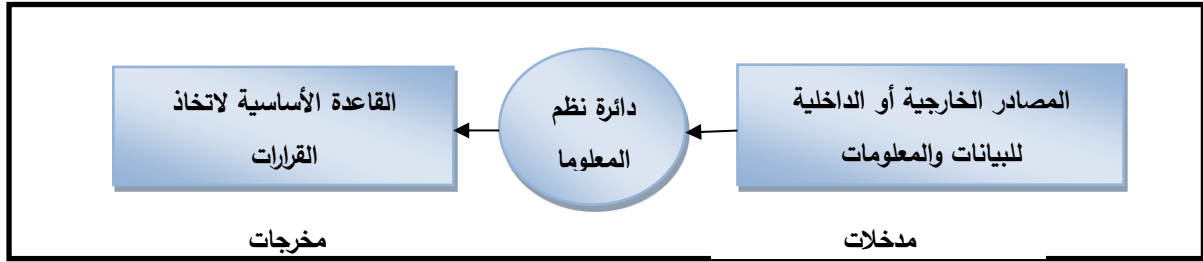 المصادر الخارجية أو الداخلية
للبيانات والمعلومات
دائرة نظم
المعلوما
القاعدة الأساسية لاتخاذ
القرارات
مدخلات
مخرجات